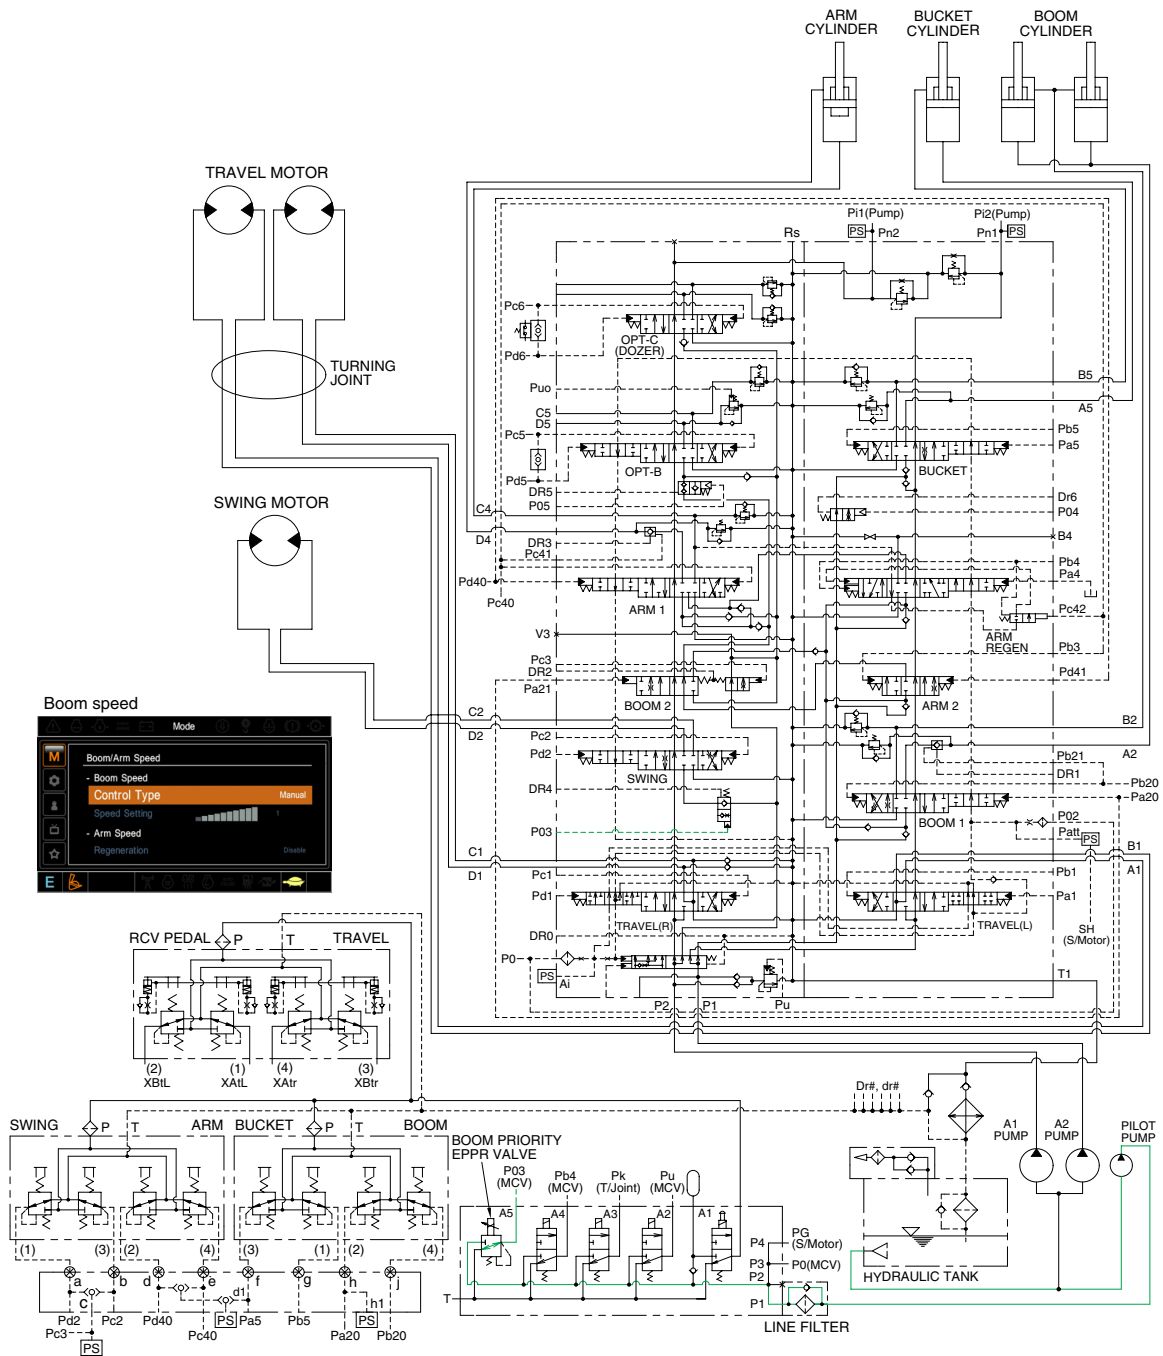 ARM
CYLINDER
BUCKET
CYLINDER
BOOM
CYLINDER
TRAVEL MOTOR
TURNING
JOINT
SWING MOTOR
Pi1(Pump)
Pi2(Pump)
Rs
PS
Pn2
Pn1
PS
Pc6
OPT-C
(DOZER)
Pd6
Puo
C5
D5
Pc5
OPT-B
Pd5
DR5
P05
C4
D4
DR3
Pc41
Pd40
Pc40
ARM 1
V3
Pc3
DR2
Pa21
BOOM 2
C2
D2
Pc2
Pd2
SWING
DR4
P03
C1
D1
Pc1
Pd1
TRAVEL(R)
DR0
P0
PS
Ai
P2
P1
Pu
B5
A5
Pb5
Pa5
BUCKET
Dr6
P04
B4
Pb4
Pa4
Pc42
ARM
REGEN
Pb3
Pd41
ARM 2
B2
A2
Pb21
DR1
Pb20
Pa20
BOOM 1
P02
Patt
PS
B1
A1
Pb1
Pa1
TRAVEL(L)
SH
(S/Motor)
T1
Boom speed
Mode
M
Boom/Arm Speed
- Boom Speed
Control Type
Manual
Speed Setting
1
- Arm Speed
Regeneration
Disable
E
RCV PEDAL
P
T
TRAVEL
(2)
XBtL
(1)
XAtL
(4)
XAtr
(3)
XBtr
SWING
P
T
ARM
BUCKET
P
T
BOOM
(1)
(3)
(2)
(4)
(3)
(1)
(2)
(4)
a
b
d
e
f
g
h
j
c
d1
h1
Pd2
Pc2
Pd40
PS
Pa5
Pb5
PS
Pc3
Pc40
Pa20
Pb20
PS
BOOM PRIORITY
EPPR VALVE
P03
(MCV)
Pb4
(MCV)
Pk
(T/Joint)
Pu
(MCV)
A5
A4
A3
A2
A1
P4
PG
(S/Motor)
P3
P0(MCV)
P2
T
P1
LINE FILTER
Dr#, dr#
A1
PUMP
A2
PUMP
PILOT
PUMP
HYDRAULIC TANK